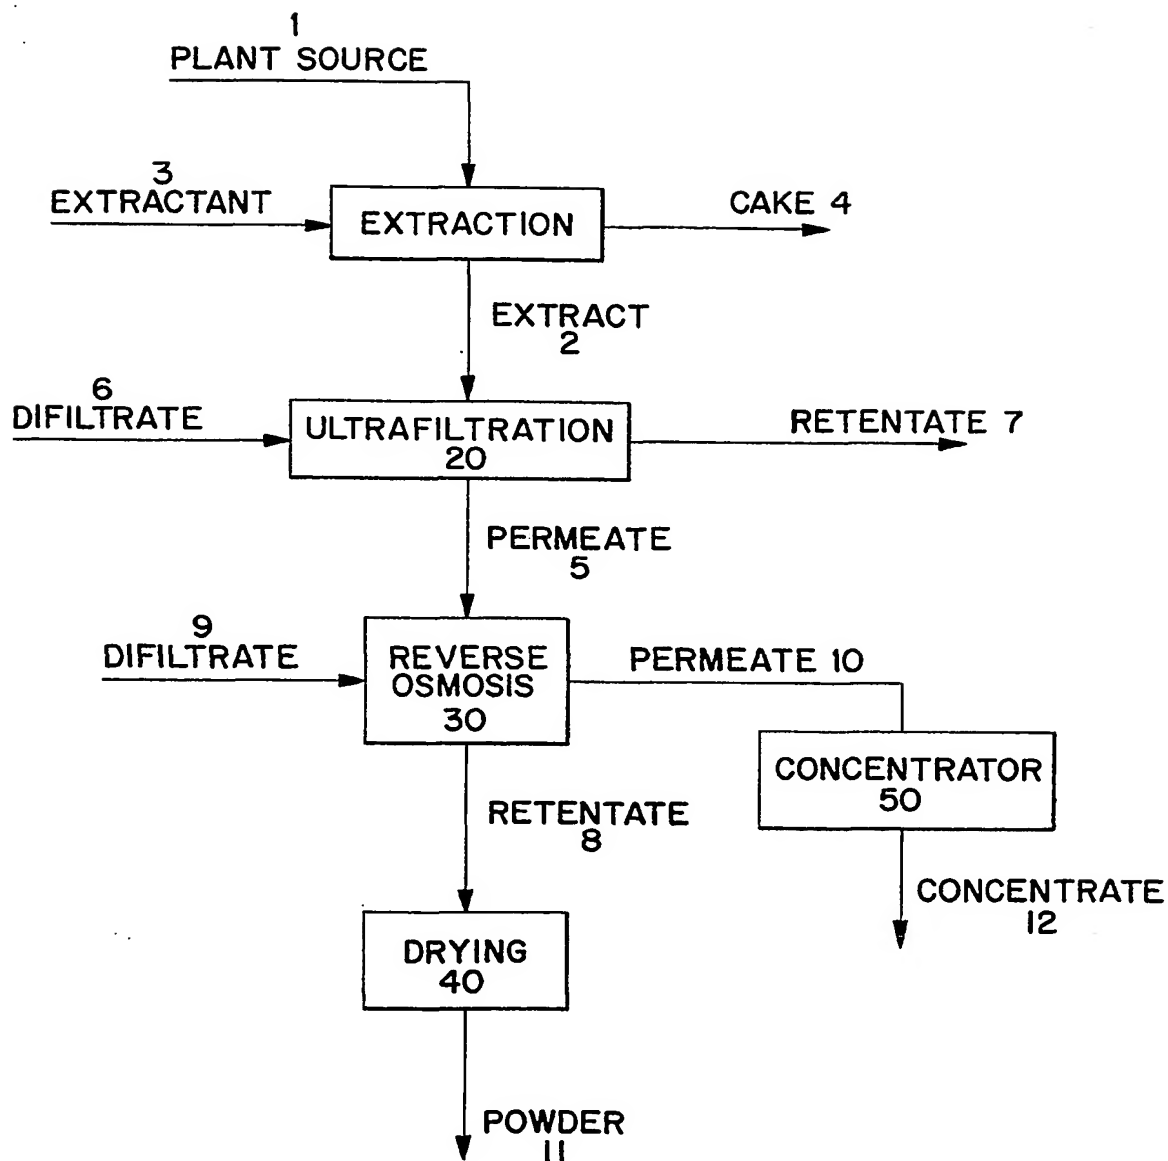 1
PLANT SOURCE
3
EXTRACTANT
EXTRACTION
CAKE 4
EXTRACT
2
6
DIFILTRATE
ULTRAFILTRATION
20
RETENTATE 7
PERMEATE
5
9
DIFILTRATE
REVERSE
OSMOSIS
30
PERMEATE 10
CONCENTRATOR
50
RETENTATE
8
CONCENTRATE
12
DRYING
40
POWDER
11